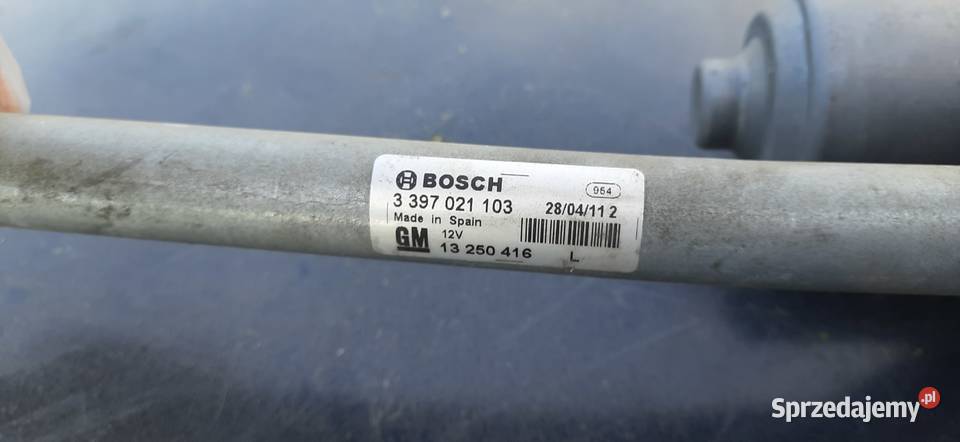 BOSCH 954
3 397 021 103 28/04/11 2
Made in Spain
GM 12V
13 250 416 L
Sprzedajemy.pl